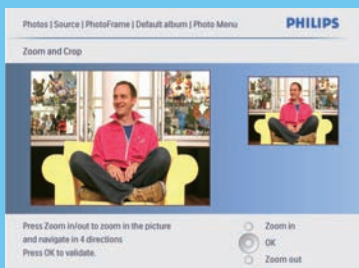 Photos | Source | PhotoFrame | Default album | Photo Menu
PHILIPS
Zoom and Crop
Press Zoom in/out to zoom in the picture
and navigate in 4 directions
Press OK to validate.
Zoom in
OK
Zoom out